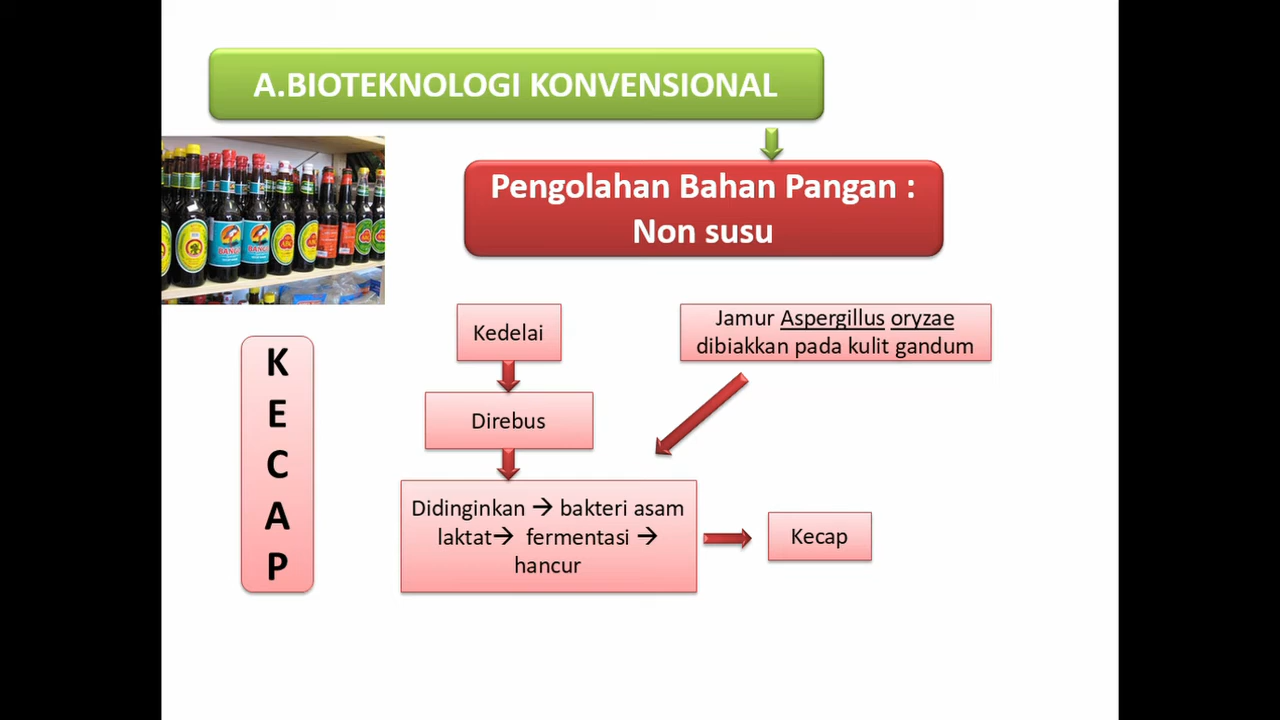 A.BIOTEKNOLOGI KONVENSIONAL
Pengolahan Bahan Pangan :
Non susu
K
E
C
A
P
Kedelai
Jamur Aspergillus oryzae
dibiakkan pada kulit gandum
Direbus
Didinginkan → bakteri asam
laktat→ fermentasi →
hancur
Kecap